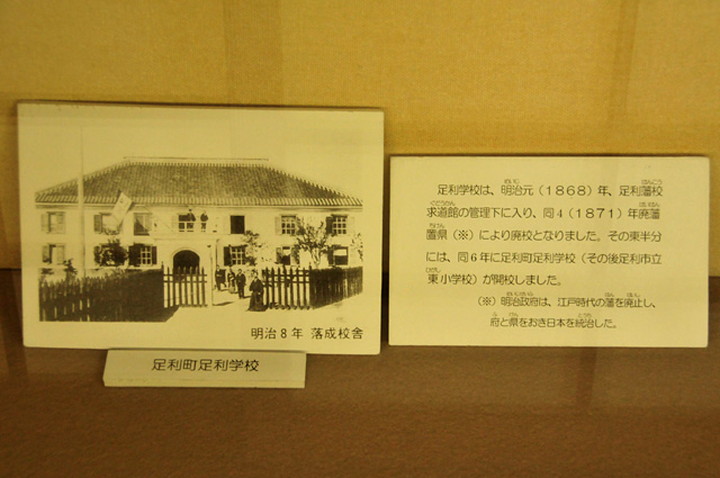 明治8年 落成校舎
足利町足利学校
足利学校は、明治元（1868）年、足利藩校
求道館の管理下に入り、同4（1871）年廃藩
置県（※）により廃校となりました。その東半分
には、同6年に足利町足利学校（その後足利市立
東小学校）が開校しました。
（※）明治政府は、江戸時代の藩を廃止し、
府と県をおき日本を統治した。